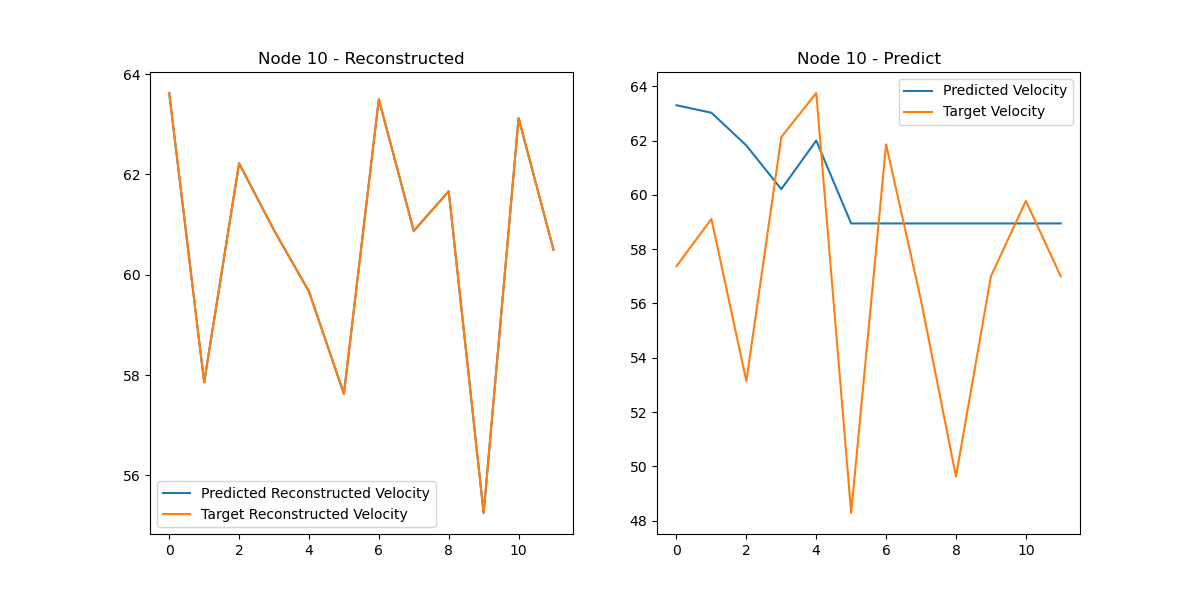 Node 10 - Reconstructed
64
62
60
58
56
0 2 4 6 8 10
Predicted Reconstructed Velocity
Target Reconstructed Velocity
Node 10 - Predict
64
62
60
58
56
54
52
50
48
0 2 4 6 8 10
Predicted Velocity
Target Velocity